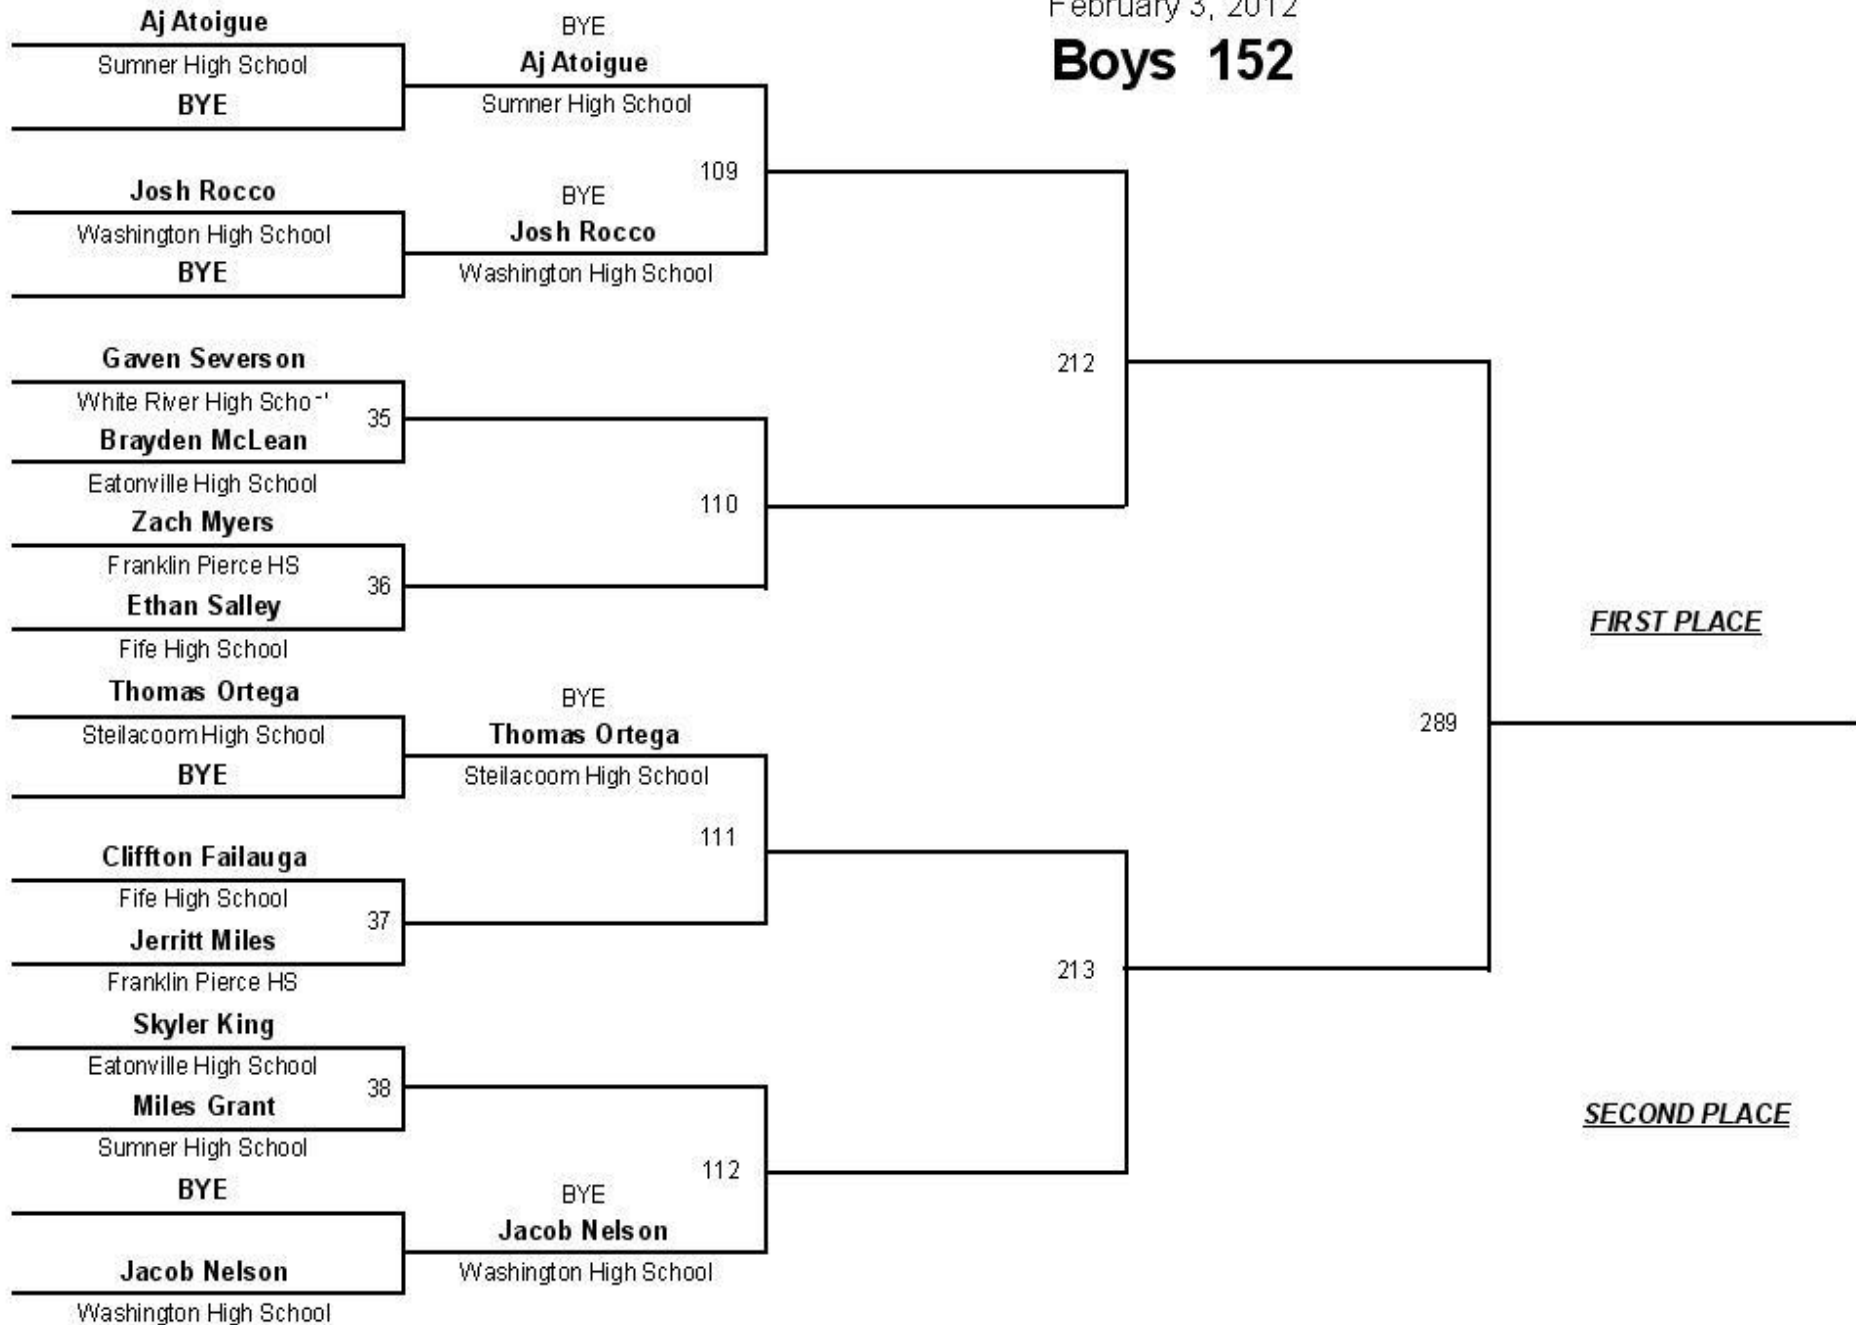 February 3, 2012
Boys 152
Aj Atoigue
Sumner High School
BYE
Josh Rocco
Washington High School
BYE
Gaven Severson
White River High
Brayden McLean
Eatonville High School
35
Zach Myers
Franklin Pierce HS
Ethan Salley
Fife High School
36
Thomas Ortega
Steilacoom High School
BYE
Cliffton Failauga
Fife High School
Jerritt Miles
Franklin Pierce HS
37
Skyler King
Eatonville High School
Miles Grant
Sumner High School
38
BYE
Jacob Nelson
Washington High School
BYE
Aj Atoigue
Sumner High School
109
BYE
Josh Rocco
Washington High School
110
BYE
Thomas Ortega
Steilacoom High School
111
112
BYE
Jacob Nelson
Washington High School
212
213
289
FIRST PLACE
SECOND PLACE